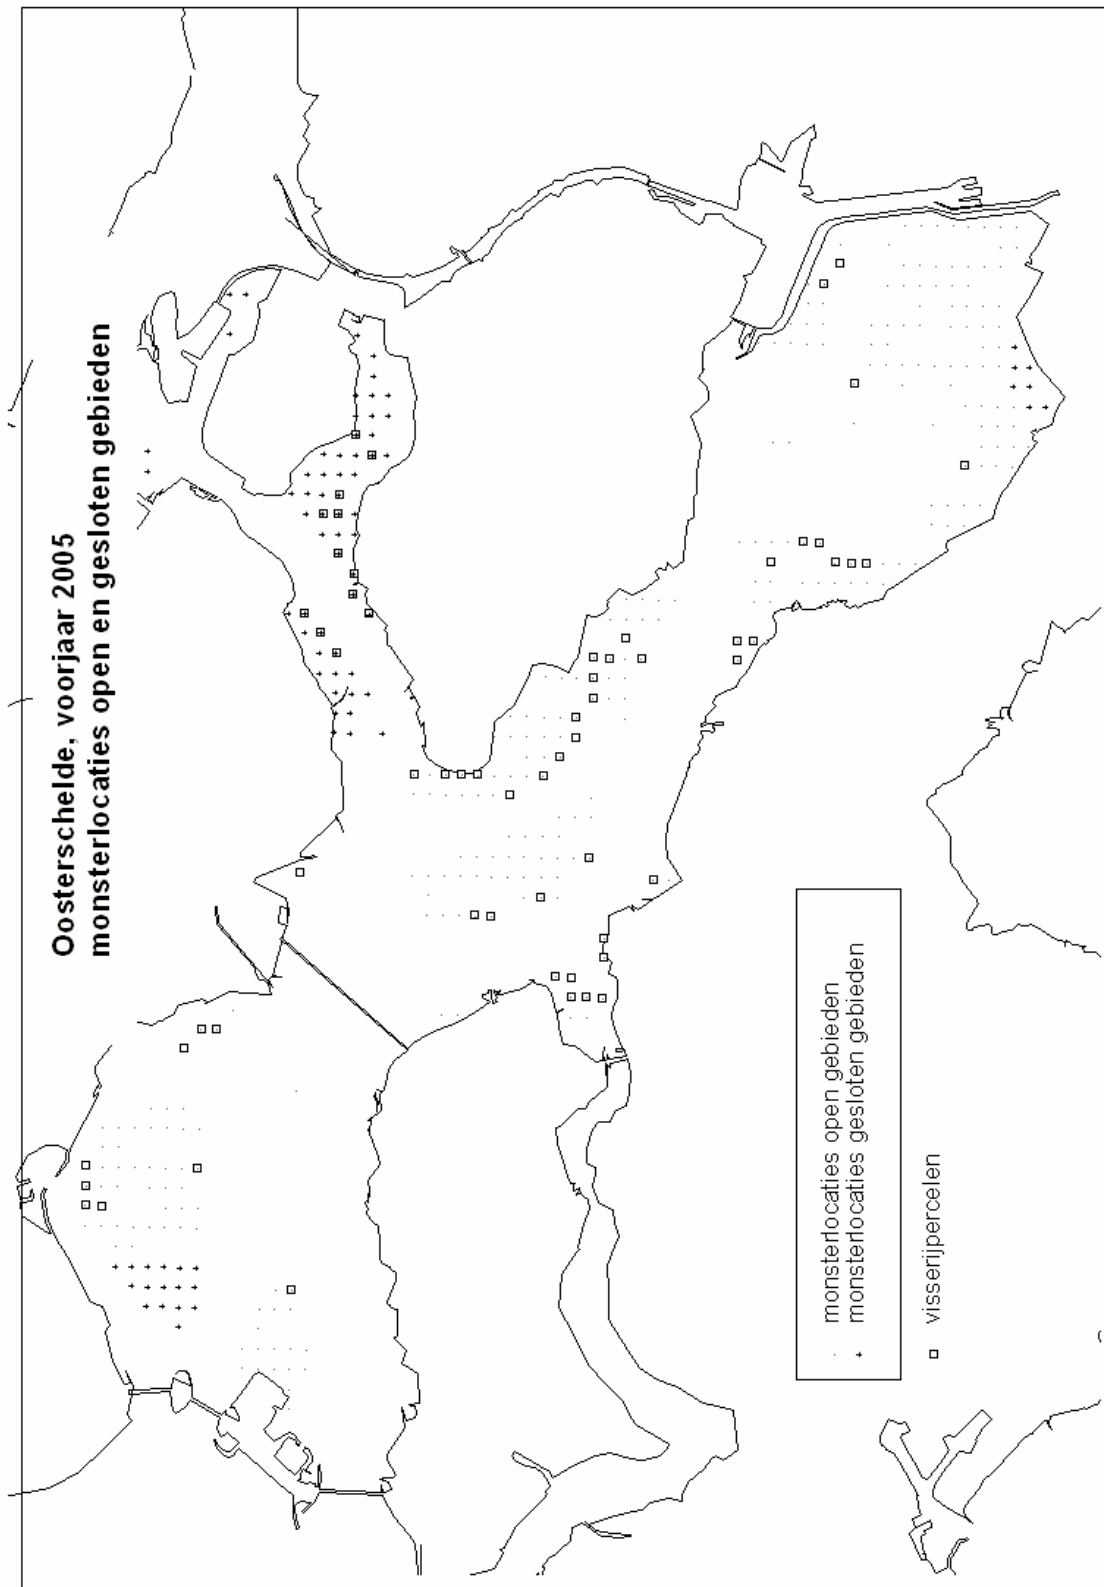 Oosterschelde, voorjaar 2005
monsterlocaties open en gesloten gebieden
monsterlocaties open gebieden
monsterlocaties gesloten gebieden
visserijpercelen